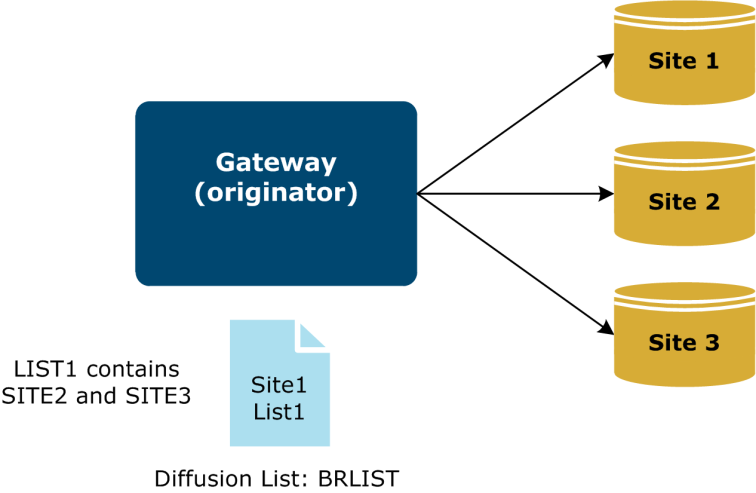 Site 1
Gateway
(originator)
Site 2
Site 3
LIST1 contains
SITE2 and SITE3
Site1
List1
Diffusion List: BRLIST